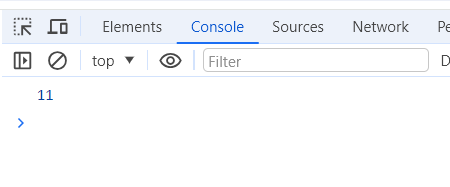 Elements Console Sources Network
top Filter
11